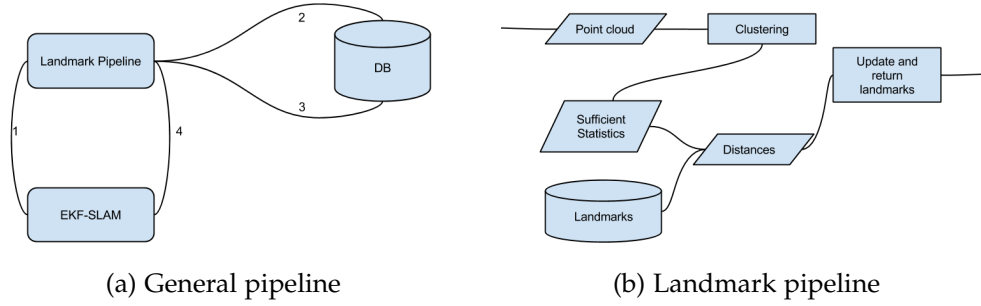 2
Landmark Pipeline
DB
3
1
4
EKF-SLAM
(a) General pipeline
Point cloud
Clustering
Update and
return
landmarks
Sufficient
Statistics
Distances
Landmarks
(b) Landmark pipeline